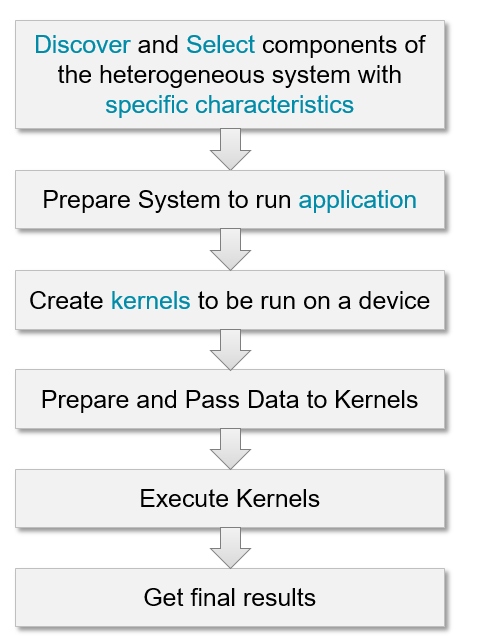 Discover and Select components of
the heterogeneous system with
specific characteristics
Prepare System to run application
Create kernels to be run on a device
Prepare and Pass Data to Kernels
Execute Kernels
Get final results